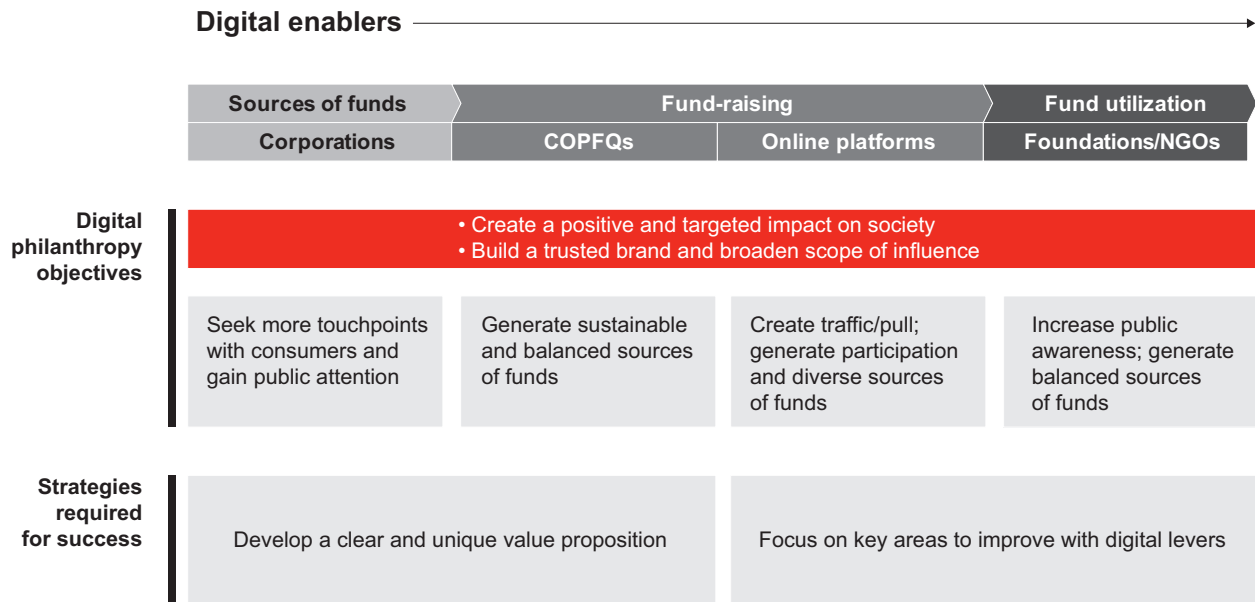 Digital enablers
Sources of funds
Fund-raising
Fund utilization
Corporations
COPFQs
Online platforms
Foundations/NGOs
Digital
philanthropy
objectives
• Create a positive and targeted impact on society
• Build a trusted brand and broaden scope of influence
Seek more touchpoints
with consumers and
gain public attention
Generate sustainable
and balanced sources
of funds
Create traffic/pull;
generate participation
and diverse sources
of funds
Increase public
awareness; generate
balanced sources
of funds
Strategies
required
for success
Develop a clear and unique value proposition
Focus on key areas to improve with digital levers